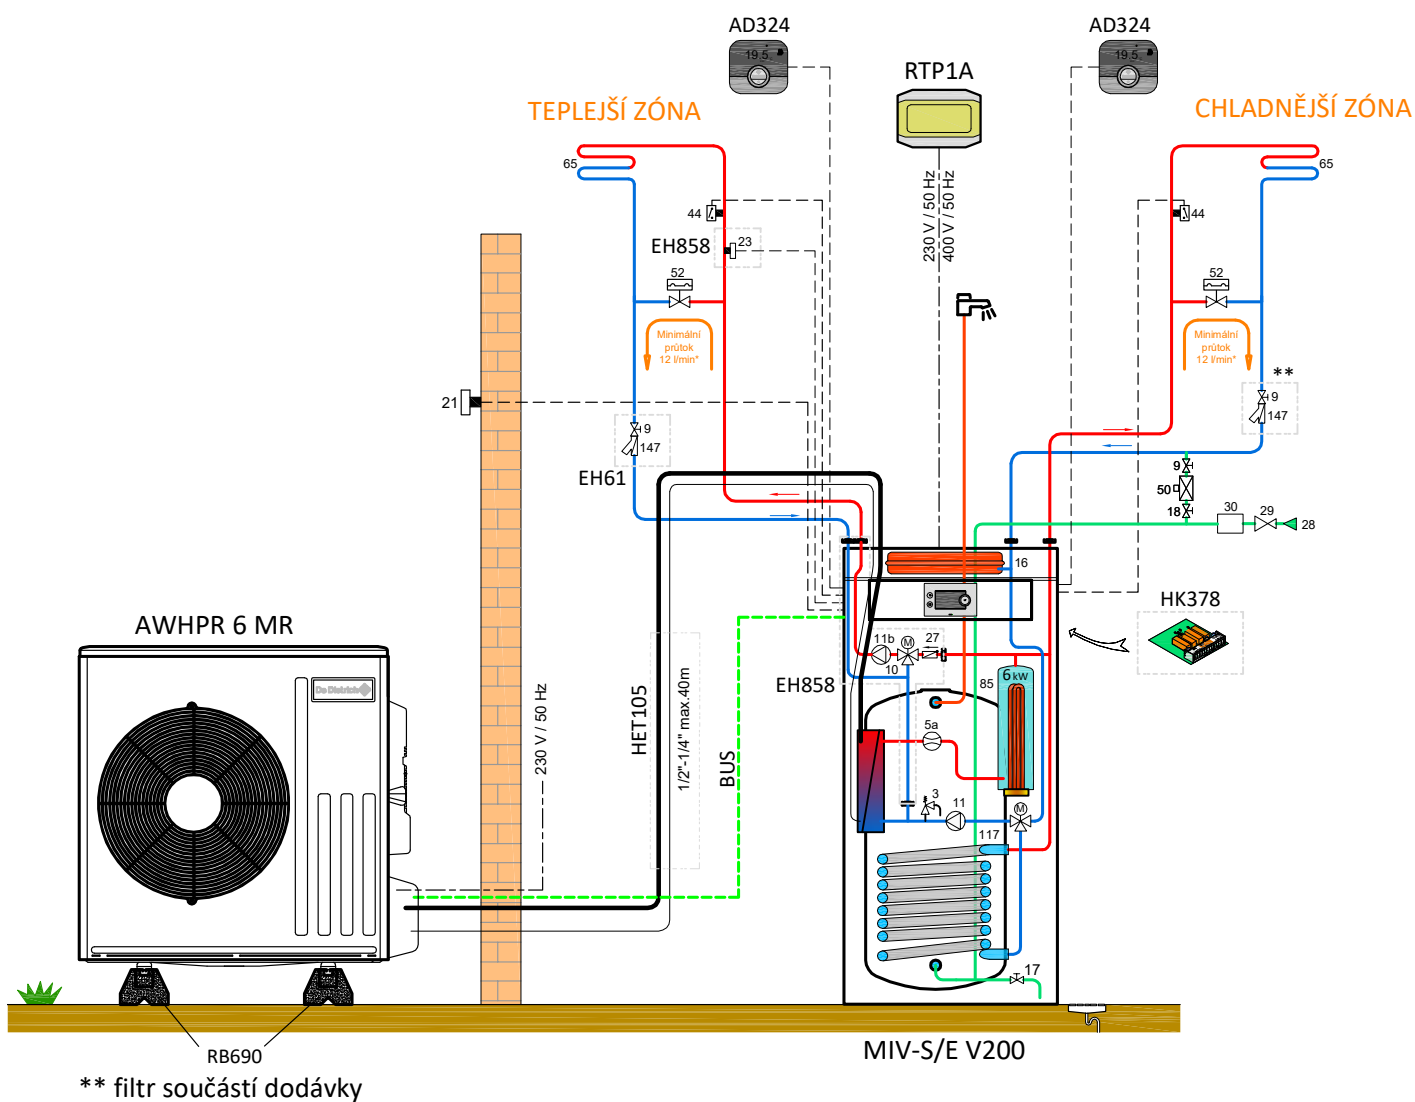 AD324
AD324
19.5
19.5
RTP1A
TEPLEJŠÍ ZÓNA
CHLADNĚJŠÍ ZÓNA
65
65
230 V / 50 Hz
400 V / 50 Hz
44
44
EH858
23
52
52
Minimální
průtok
12 l/min*
Minimální
průtok
12 l/min*
**
21
9
147
9
147
EH61
9
50
18
30
29
28
16
HK378
AWHPR 6 MR
De Dietrich
230 V / 50 Hz
HET105
1/2"-1/4" max.40m
BUS
11b
M
27
10
EH858
85
6 kW
5a
3
11
M
117
17
RB690
MIV-S/E V200
** filtr součástí dodávky